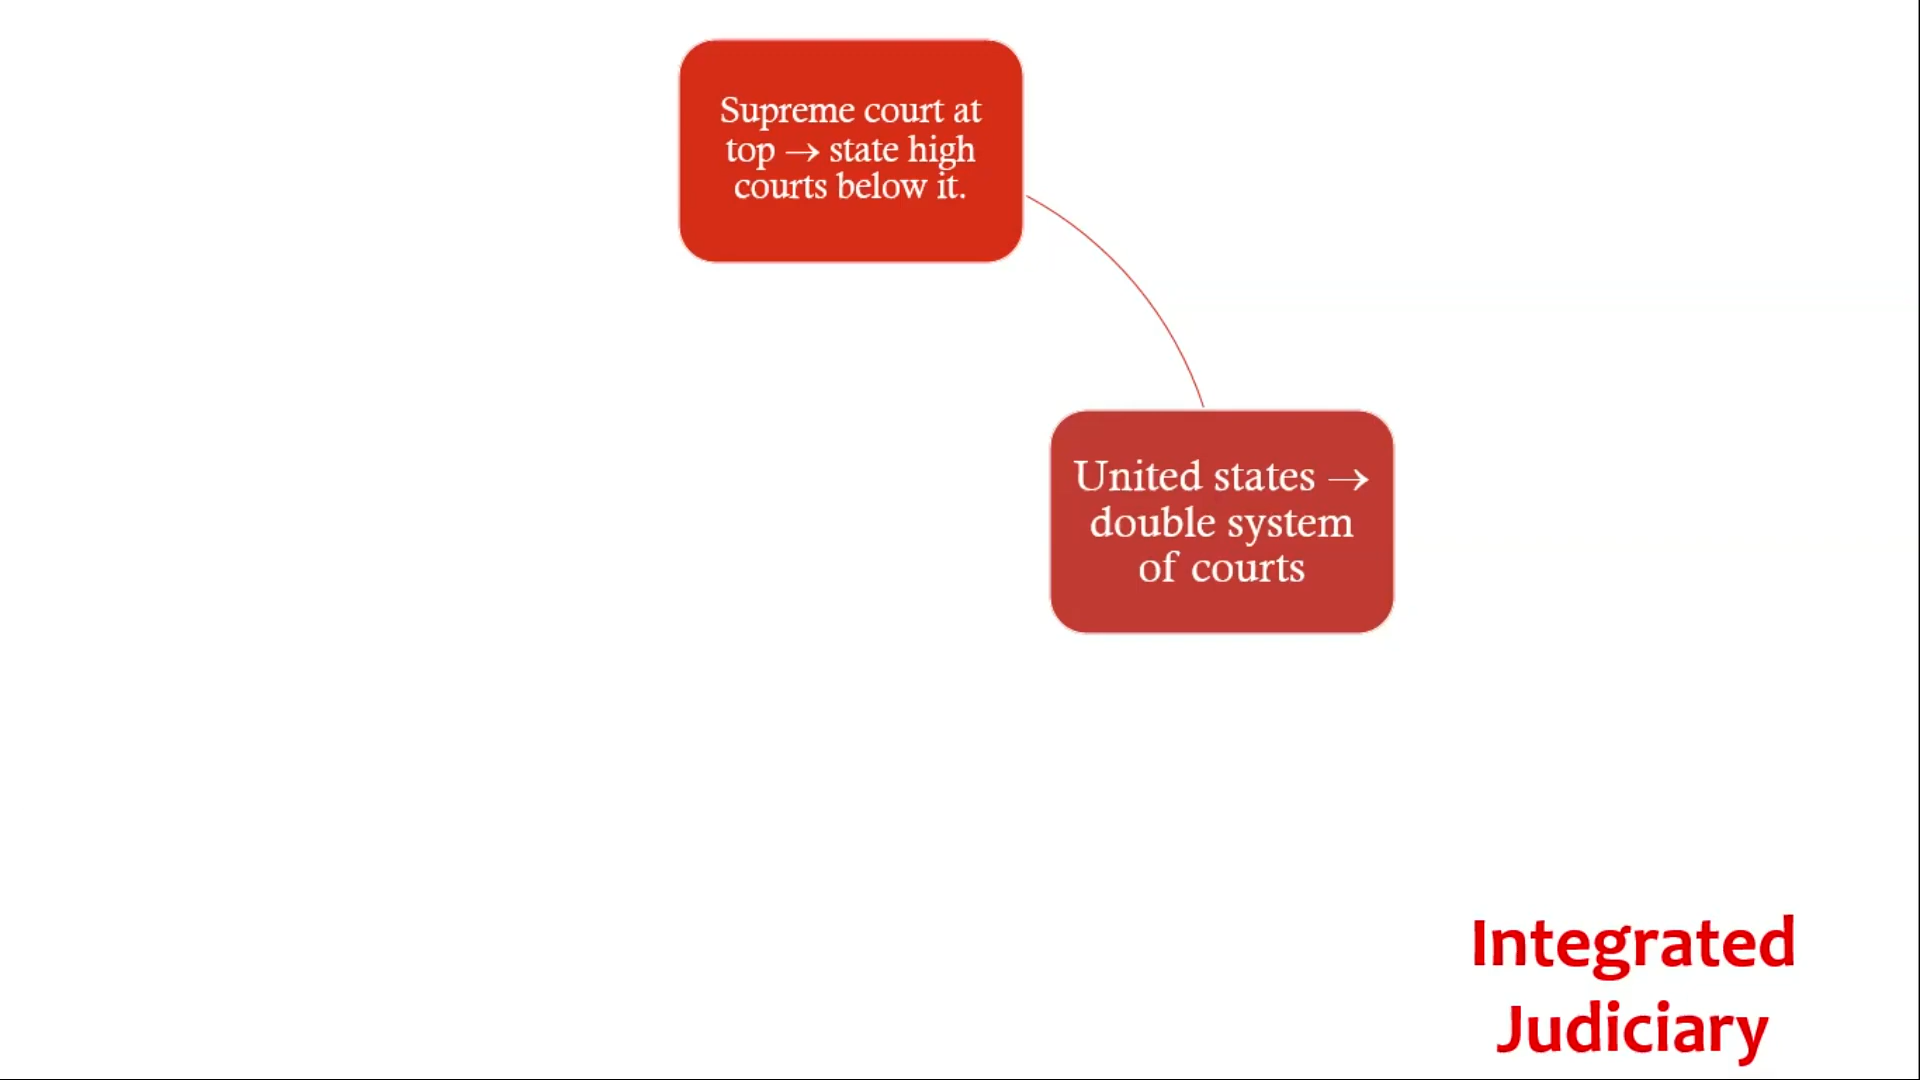 Supreme court at
top → state high
courts below it.
United states →
double system
of courts
Integrated
Judiciary